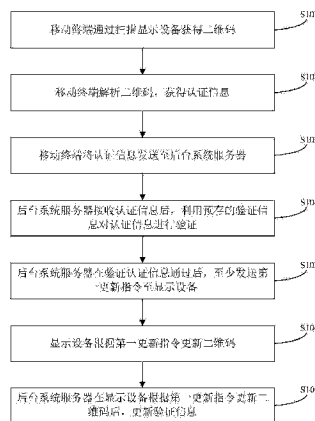 移动终端通过扫描显示设备获得二维码
移动终端解析二维码，获得认证信息
移动终端终认证信息发送至后台系统服务器
后台系统服务器接收认证信息后，利用预存的验证信
息对认证信息进行验证
后台系统服务器在验证认证信息通过后，至少发送第
一更新指令至显示设备
显示设备根据第一更新指令更新二维码
后台系统服务器在显示设备根据第一更新指令更新二
维码后，更新验证信息